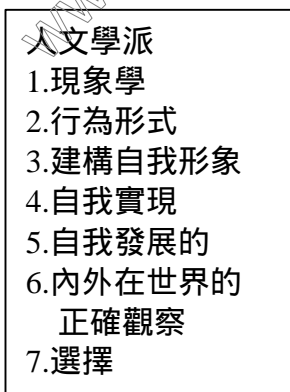 人文學派
1.現象學
2.行為形式
3.建構自我形象
4.自我實現
5.自我發展的
6.內外在世界的
正確觀察
7.選擇